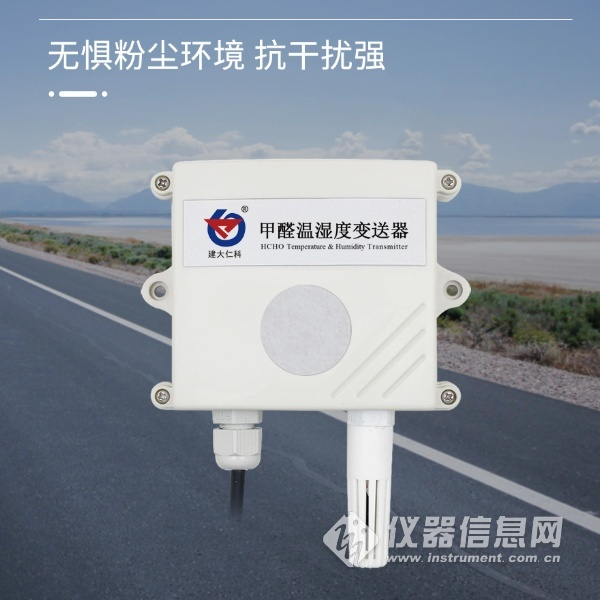 无惧粉尘环境 抗干扰强
®
建大仁科
甲醛温湿度变送器
HCHO Temperature & Humidity Transmitter
仪器信息网
www.instrument.com.cn